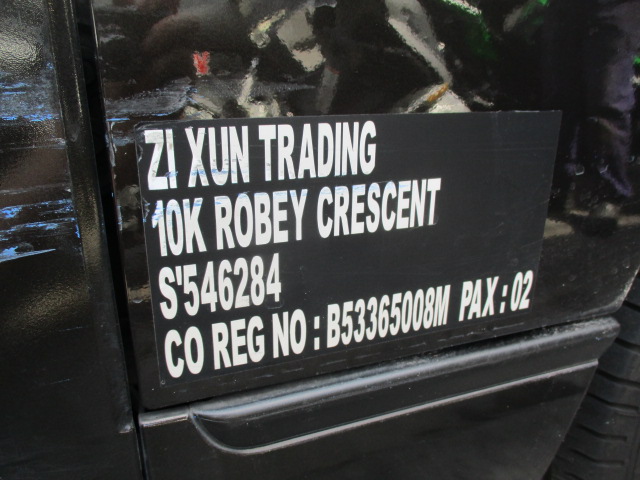 ZI XUN TRADING
10K ROBEY CRESCENT
S'546284
CO REG NO : B53365008M PAX : 02